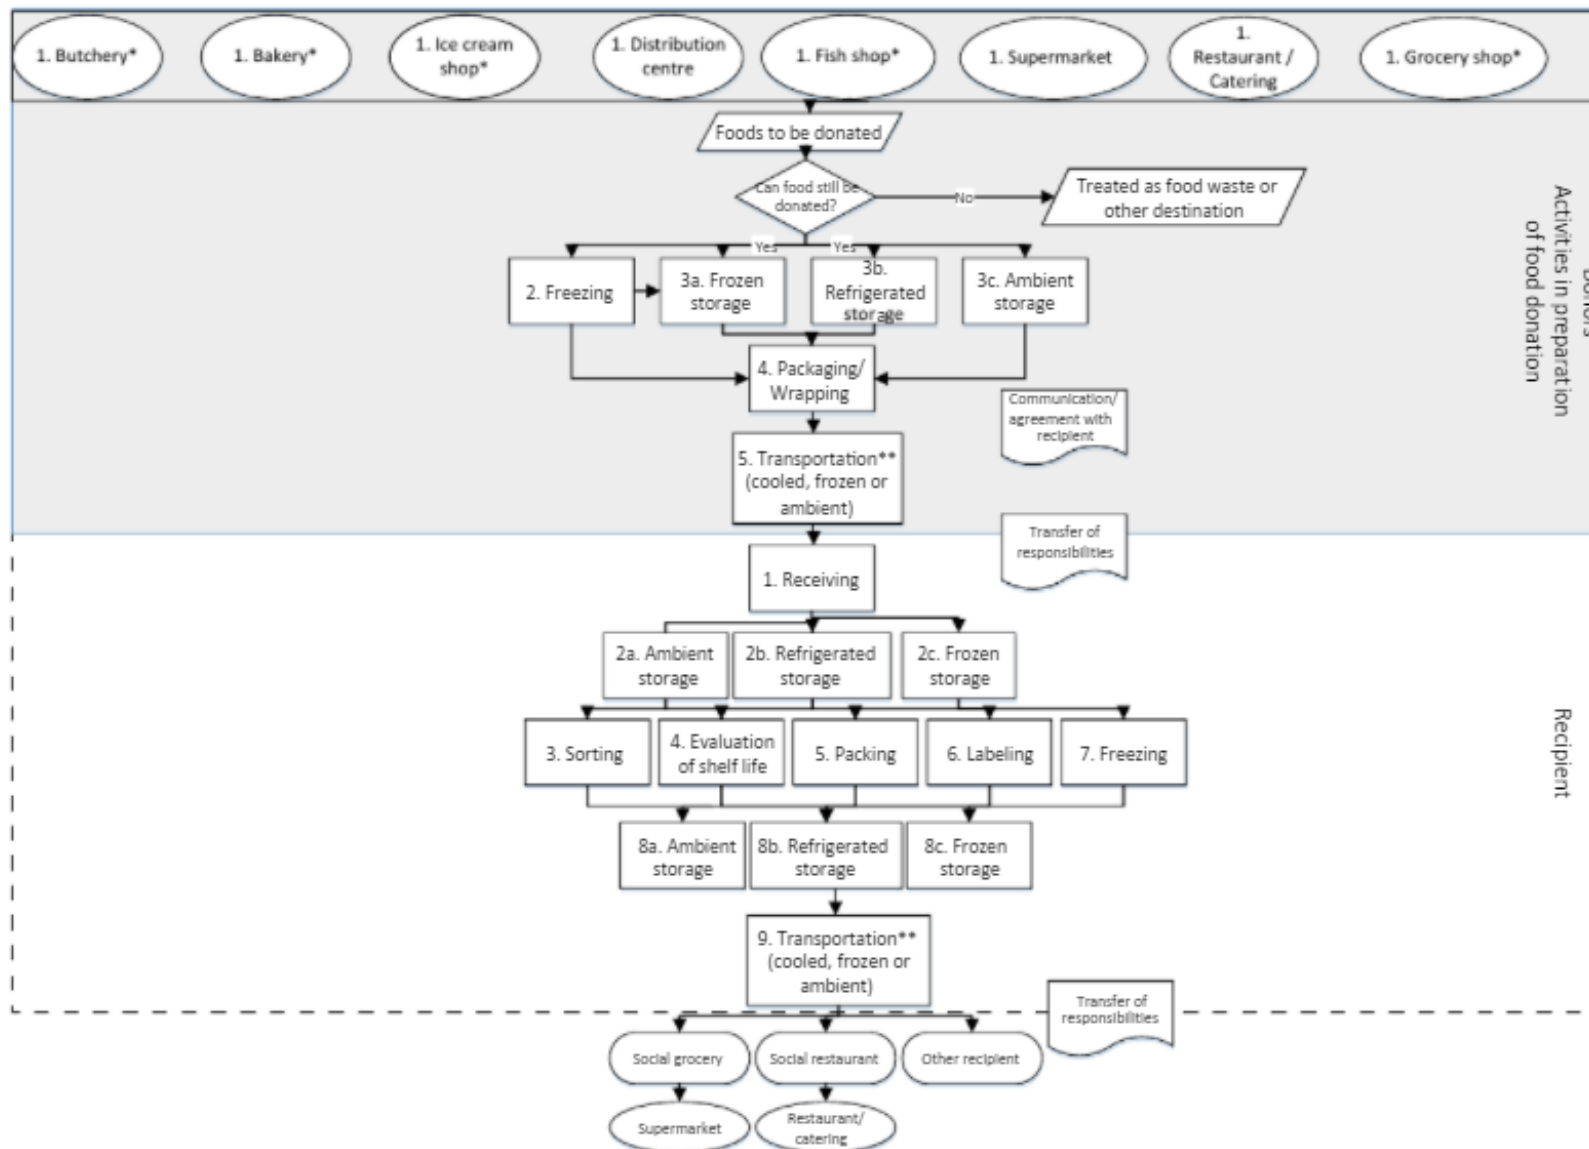 1. Butchery*
1. Bakery*
1. Ice cream
shop*
1. Distribution
centre
1. Fish shop*
1. Supermarket
1.
Restaurant /
Catering
1. Grocery shop*
Foods to be donated
Can food still be
donated?
No
Treated as food waste or
other destination
Yes
Yes
2. Freezing
3a. Frozen
storage
3b.
Refrigerated
storage
3c. Ambient
storage
4. Packaging/
Wrapping
Communication/
agreement with
recipient
5. Transportation**
(cooled, frozen or
ambient)
Donors
Activities in preparation
of food donation
Transfer of
responsibilities
1. Receiving
2a. Ambient
storage
2b. Refrigerated
storage
2c. Frozen
storage
3. Sorting
4. Evaluation
of shelf life
5. Packing
6. Labeling
7. Freezing
Recipient
8a. Ambient
storage
8b. Refrigerated
storage
8c. Frozen
storage
9. Transportation**
(cooled, frozen or
ambient)
Transfer of
responsibilities
Social grocery
Social restaurant
Other recipient
Supermarket
Restaurant/
catering